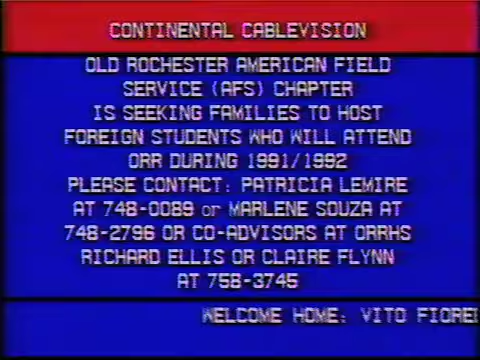 CONTINENTAL CABLEVISION
OLD ROCHESTER AMERICAN FIELD
SERVICE (AFS) CHAPTER
IS SEEKING FAMILIES TO HOST
FOREIGN STUDENTS WHO WILL ATTEND
ORR DURING 1991/1992
PLEASE CONTACT: PATRICIA LEMIRE
AT 748-0089 or MARLENE SOUZA AT
748-2796 OR CO-ADVISORS AT ORRHS
RICHARD ELLIS OR CLAIRE FLYNN
AT 758-3745
WELCOME HOME: VITO